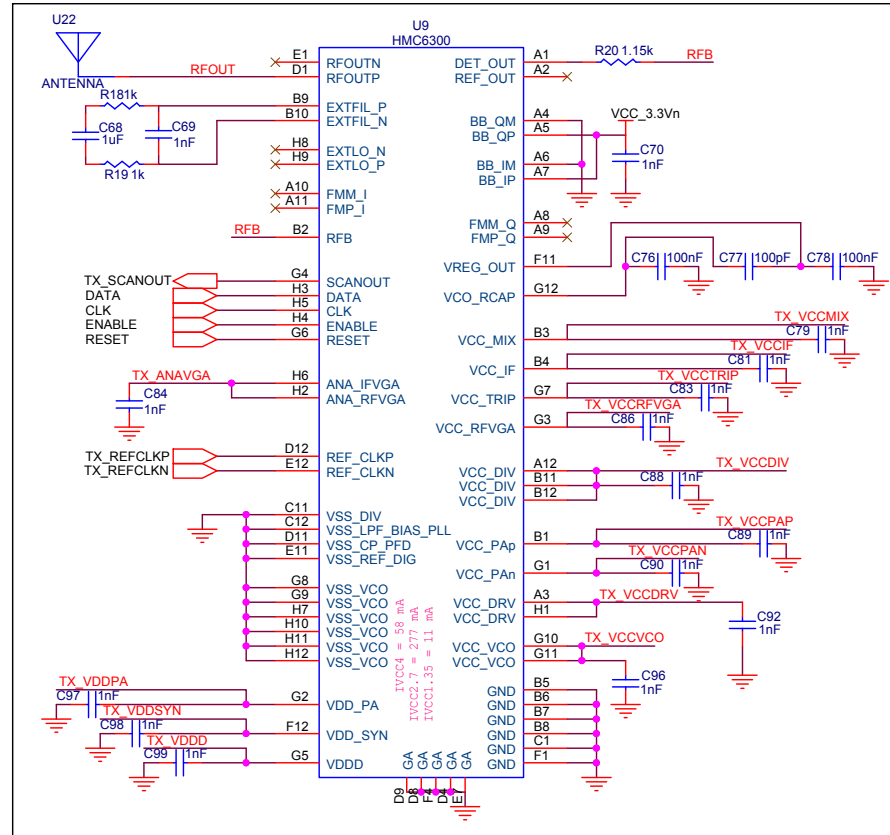 U22
ANTENNA
RFOUT
U9
HMC6300
E1 RFOUTN
D1 RFOUTP
B9 EXTFIL_P
B10 EXTFIL_N
H8 EXTLO_N
H9 EXTLO_P
A10 FMM_I
A11 FMP_I
RFB B2 RFB
R181k
C68
1uF
C69
1nF
R19 1k
TX_SCANOUT G4 SCANOUT
DATA H3 DATA
CLK H5 CLK
ENABLE H4 ENABLE
RESET G6 RESET
TX_ANAVGA H6 ANA_IFVGA
H2 ANA_RFVGA
C84
1nF
TX_REFCLKP D12 REF_CLKP
TX_REFCLKN E12 REF_CLKN
C11 VSS_DIV
C12 VSS_LPF_BIAS_PLL
D11 VSS_CP_PFD
E11 VSS_REF_DIG
G8 VSS_VCO
G9 VSS_VCO
H7 VSS_VCO
H10 VSS_VCO
H11 VSS_VCO
H12 VSS_VCO
TX_VDDPA
C97 1nF G2 VDD_PA
TX_VDDSYN
C98 1nF F12 VDD_SYN
TX_VDDD
C99 1nF G5 VDDD
IVCC4 = 58 mA
IVCC2.7 = 277 mA
IVCC1.35 = 11 mA
DET_OUT A1 R20 1.15k RFB
REF_OUT A2
BB_QM A4
BB_QP A5
VCC_3.3Vn
C70
1nF
BB_IM A6
BB_IP A7
FMM_Q A8
FMP_Q A9
VREG_OUT F11
VCO_RCAP G12
C76 100nF
C77 100pF
C78 100nF
VCC_MIX B3 TX_VCCMIX
C79 1nF
VCC_IF B4 TX_VCCIF
C81 1nF
VCC_TRIP G7 TX_VCCTRIP
C83 1nF
VCC_RFVGA G3 TX_VCCRFVGA
C86 1nF
VCC_DIV A12 TX_VCCDIV
VCC_DIV B11
VCC_DIV B12
C88 1nF
VCC_PAp B1 TX_VCCPAP
C89 1nF
VCC_PAn G1 TX_VCCPAN
C90 1nF
VCC_DRV A3 TX_VCCDRV
VCC_DRV H1
C92
1nF
VCC_VCO G10 TX_VCCVCO
VCC_VCO G11
C96
1nF
GND B5
GND B6
GND B7
GND B8
GND C1
GND F1
GA D9
GA D8
GA F4
GA D4
GA E7